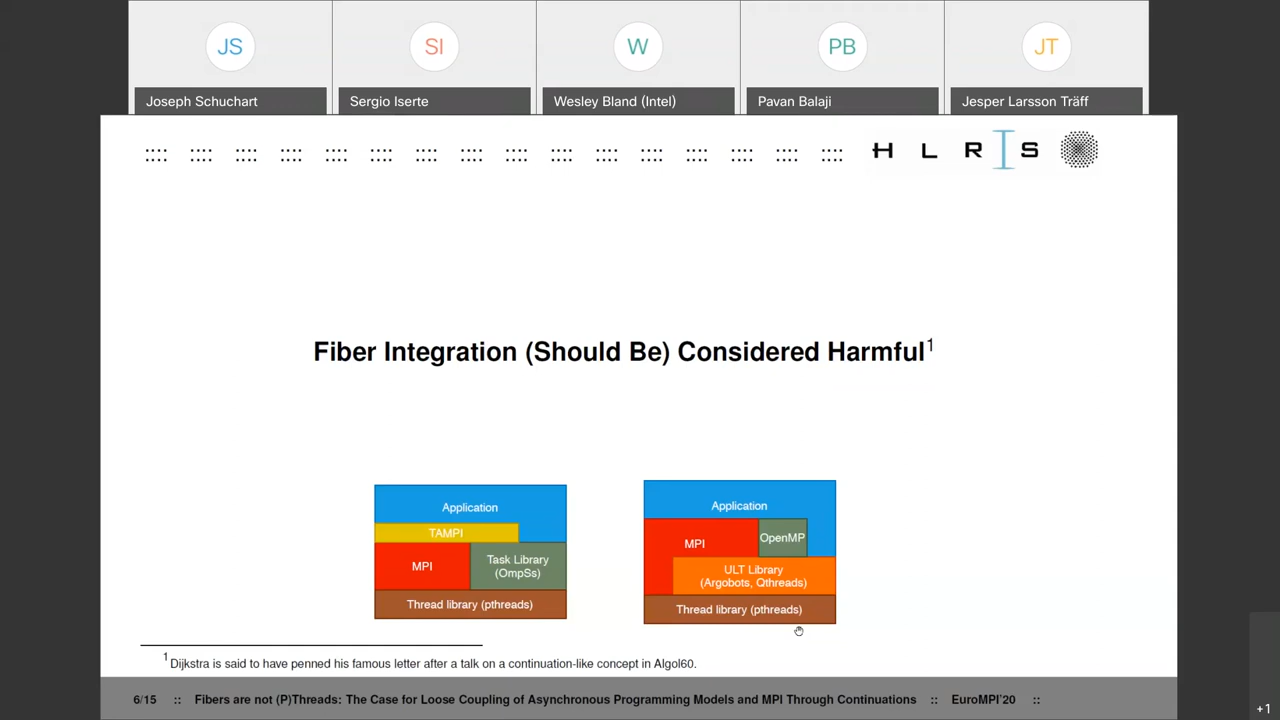 JS
SI
W
PB
JT
Joseph Schuchart
Sergio Iserte
Wesley Bland (Intel)
Pavan Balaji
Jesper Larsson Träff
H L R I S
Fiber Integration (Should Be) Considered Harmful1
Application
TAMPI
MPI
Task Library
(OmpSs)
Thread library (pthreads)
Application
MPI
OpenMP
ULT Library
(Argobots, Qthreads)
Thread library (pthreads)
1Dijkstra is said to have penned his famous letter after a talk on a continuation-like concept in Algol60.
6/15 :: Fibers are not (P)Threads: The Case for Loose Coupling of Asynchronous Programming Models and MPI Through Continuations :: EuroMPI'20 ::
+1